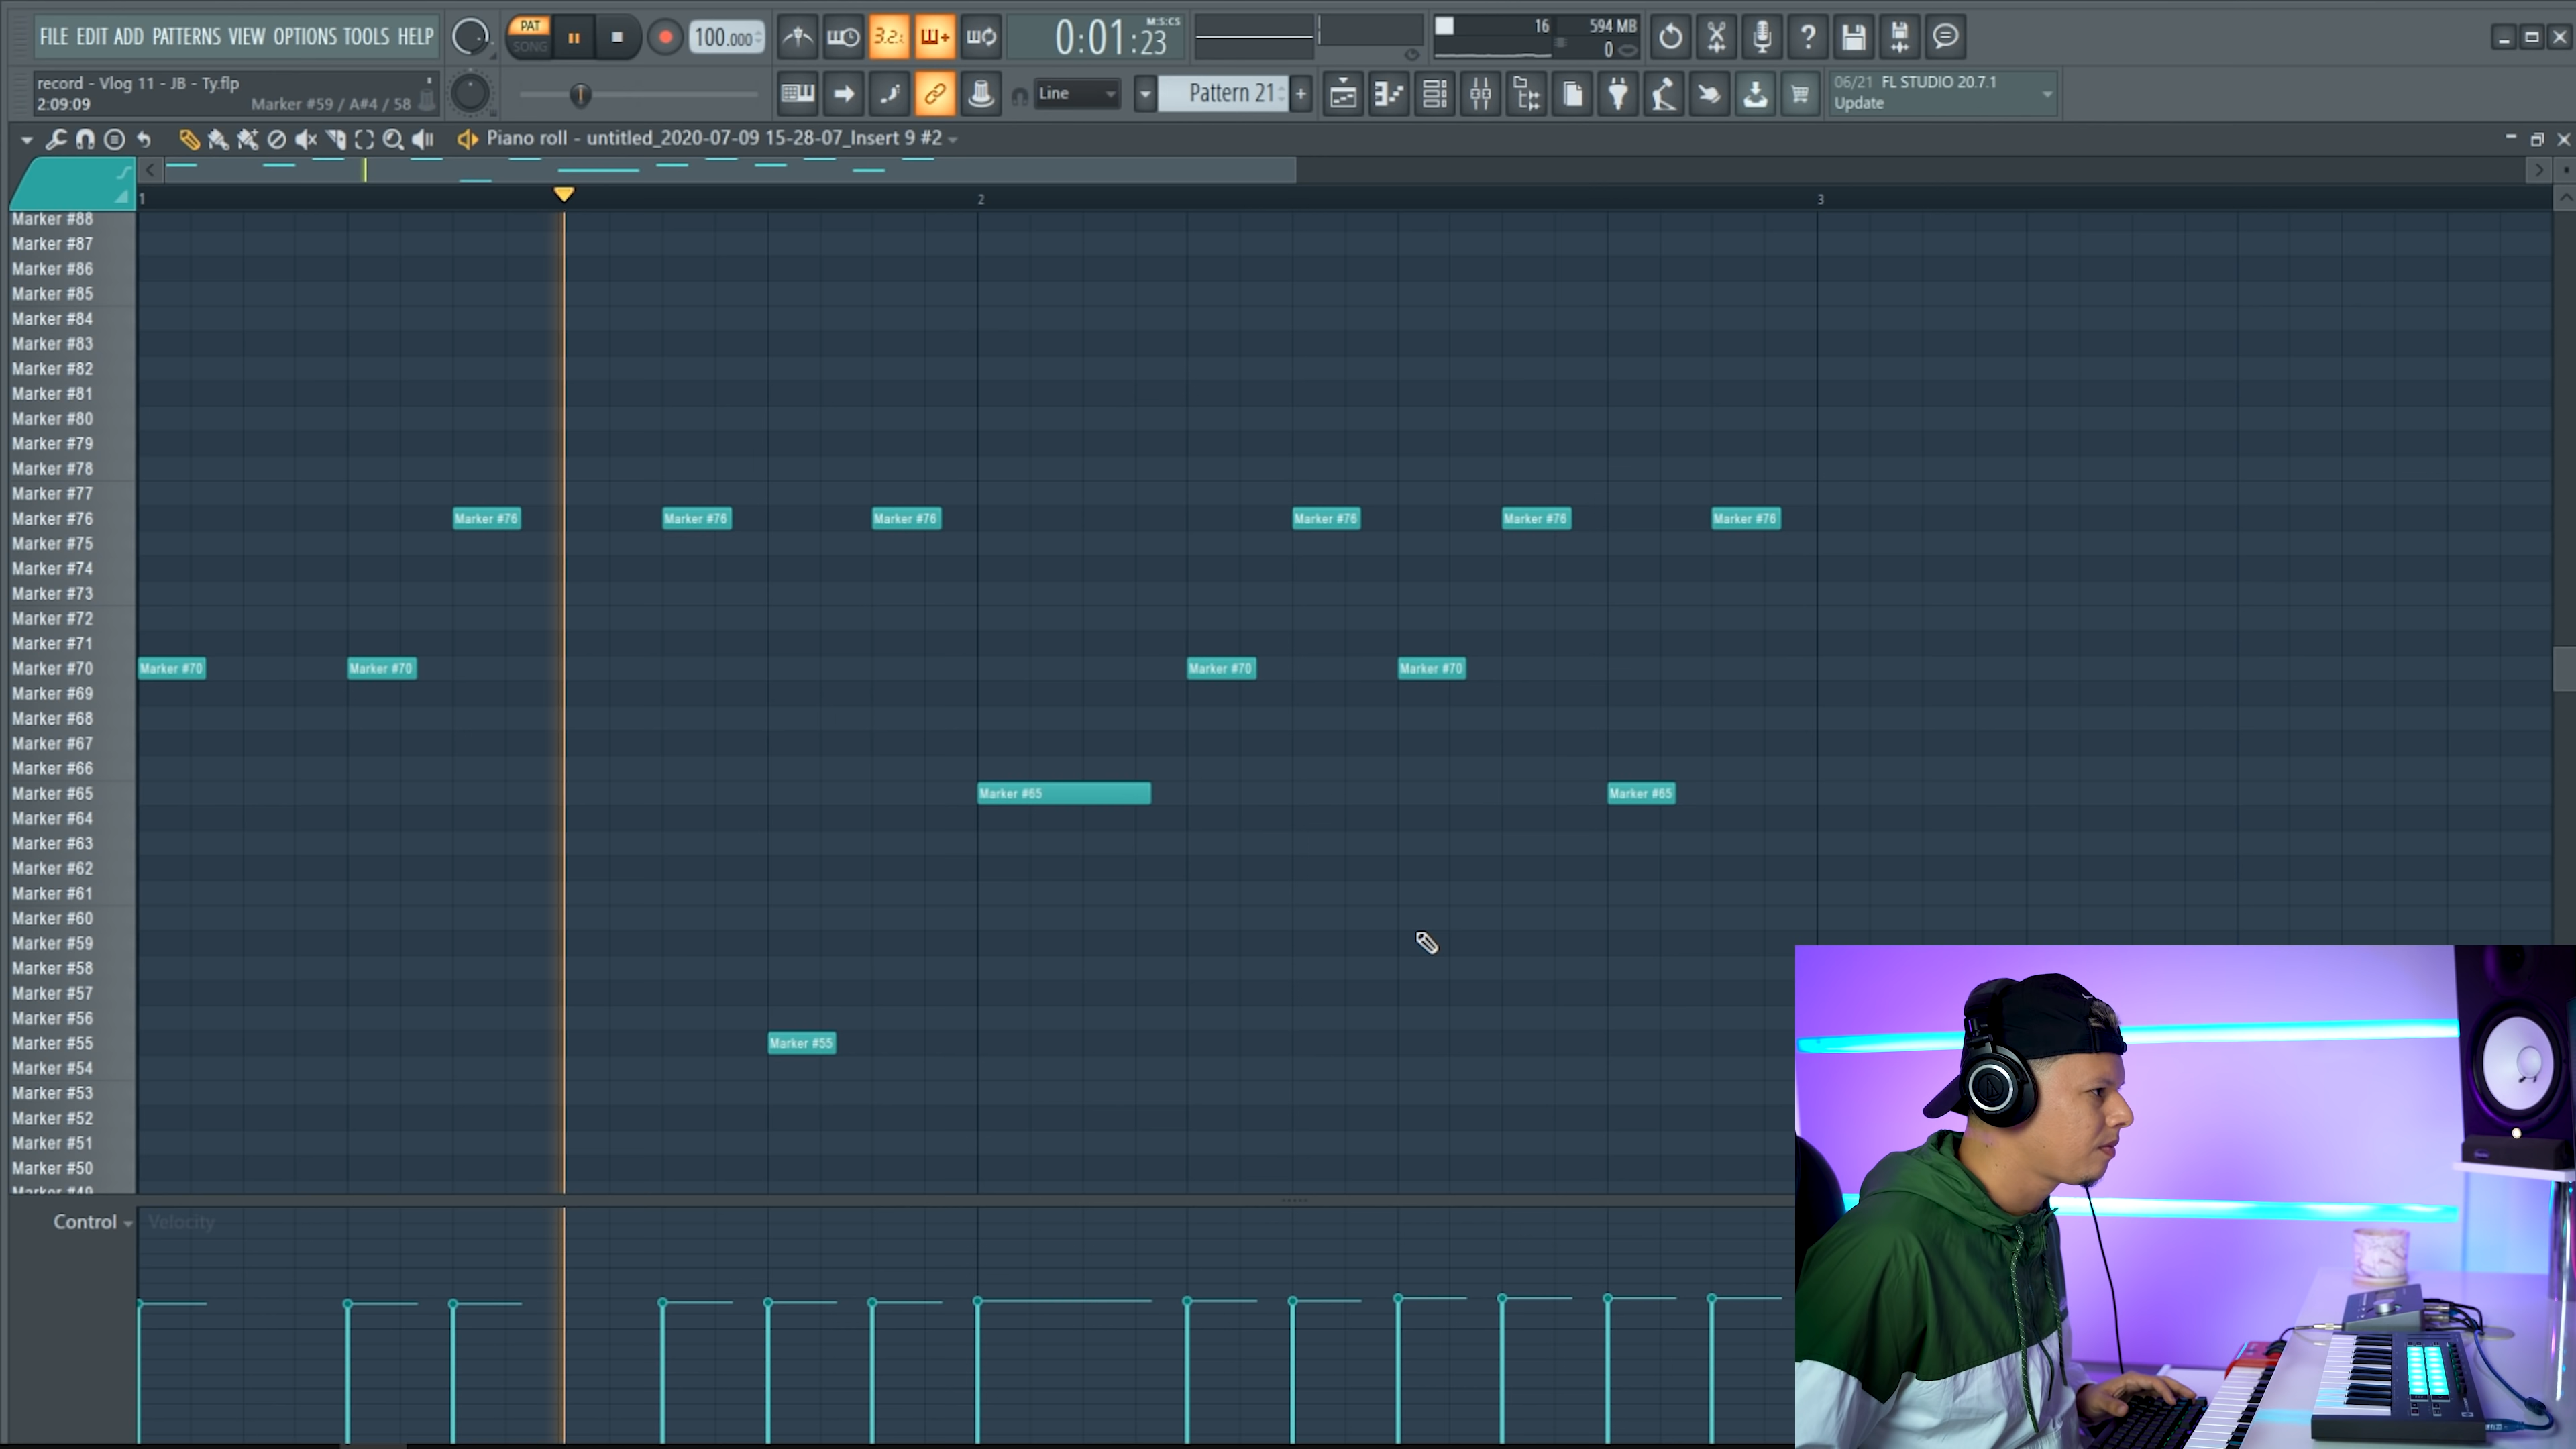 FILE EDIT ADD PATTERNS VIEW OPTIONS TOOLS HELP
PAT
SONG
100.000
3.2:
0:01:23
M:S:CS
16
594 MB
0
record - Vlog 11 - JB - Ty.flp
2:09:09
Marker #59 / A#4 / 58
Line
Pattern 21
+
06/21 FL STUDIO 20.7.1
Update
Piano roll - untitled_2020-07-09 15-28-07_Insert 9 #2
1
2
3
Marker #88
Marker #87
Marker #86
Marker #85
Marker #84
Marker #83
Marker #82
Marker #81
Marker #80
Marker #79
Marker #78
Marker #77
Marker #76
Marker #76
Marker #76
Marker #76
Marker #76
Marker #76
Marker #76
Marker #75
Marker #74
Marker #73
Marker #72
Marker #71
Marker #70
Marker #70
Marker #70
Marker #70
Marker #70
Marker #69
Marker #68
Marker #67
Marker #66
Marker #65
Marker #65
Marker #65
Marker #64
Marker #63
Marker #62
Marker #61
Marker #60
Marker #59
Marker #58
Marker #57
Marker #56
Marker #55
Marker #55
Marker #54
Marker #53
Marker #52
Marker #51
Marker #50
Marker #49
Control
Velocity